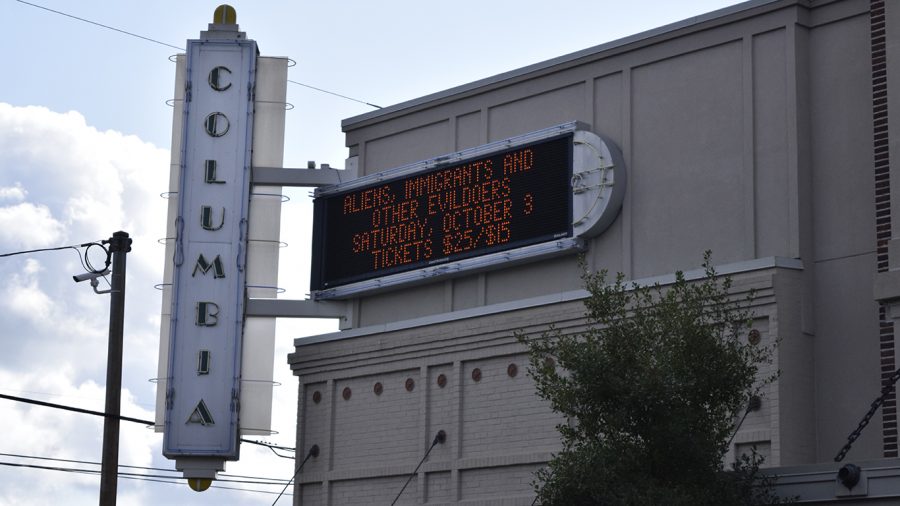 COLUMBIA
ALIENS, IMMIGRANTS AND
OTHER EVILDOERS
SATURDAY, OCTOBER 3
TICKETS $25/$15